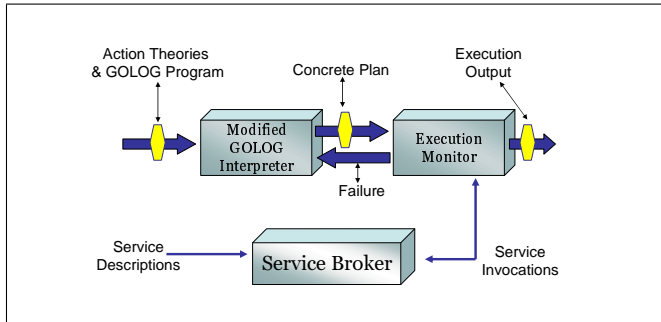 Action Theories
& GOLOG Program
Concrete Plan
Execution
Output
Modified
GOLOG
Interpreter
Execution
Monitor
Failure
Service
Descriptions
Service Broker
Service
Invocations